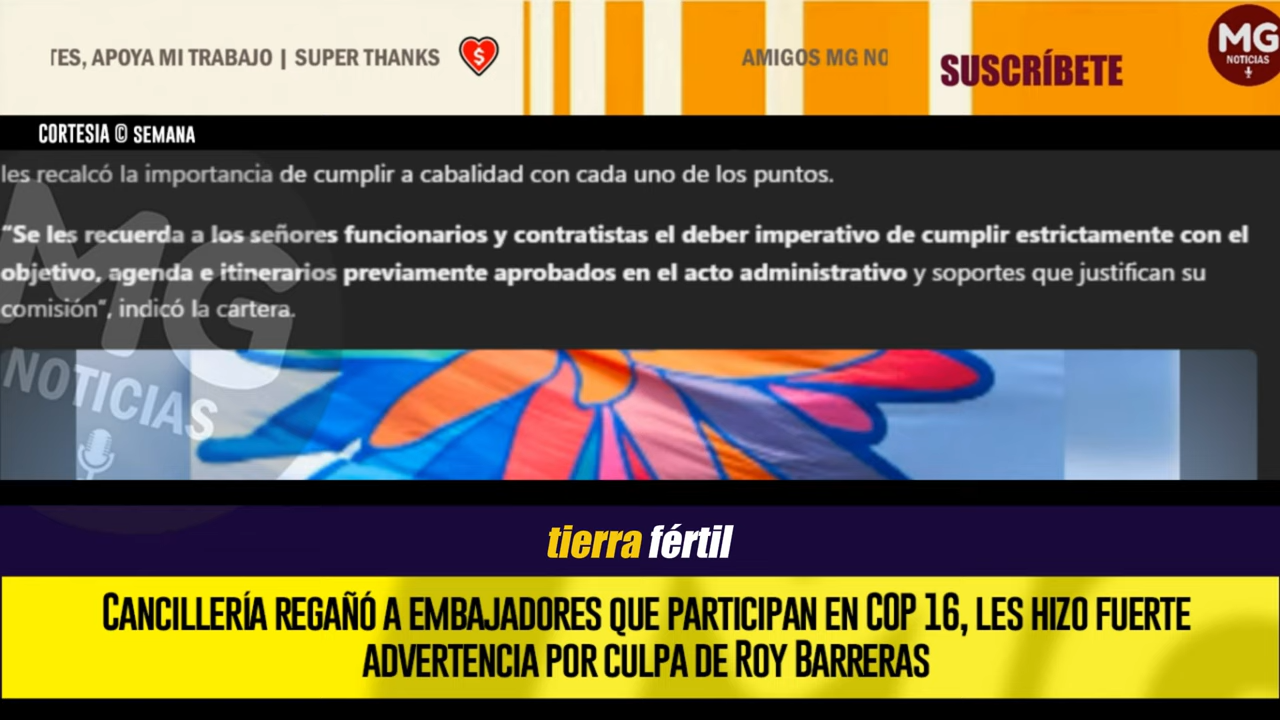 TES, APOYA MI TRABAJO | SUPER THANKS
AMIGOS MG NO
SUSCRÍBETE
MG
NOTICIAS
CORTESIA © SEMANA
les recalcó la importancia de cumplir a cabalidad con cada uno de los puntos.
“Se les recuerda a los señores funcionarios y contratistas el deber imperativo de cumplir estrictamente con el
objetivo, agenda e itinerarios previamente aprobados en el acto administrativo y soportes que justifican su
comisión”, indicó la cartera.
MG
NOTICIAS
tierra fértil
CANCILLERÍA REGAÑÓ A EMBAJADORES QUE PARTICIPAN EN COP 16, LES HIZO FUERTE
ADVERTENCIA POR CULPA DE ROY BARRERAS